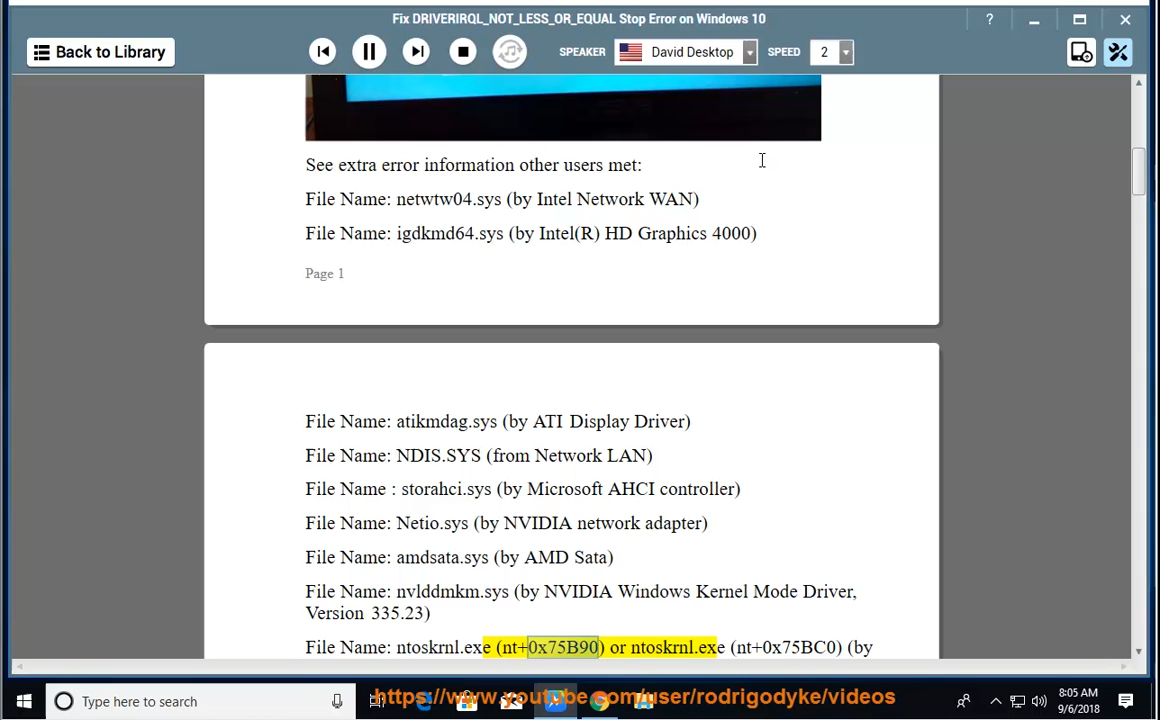 Fix DRIVERIRQL_NOT_LESS_OR_EQUAL Stop Error on Windows 10
?
Back to Library
SPEAKER
David Desktop
SPEED
2
See extra error information other users met:
File Name: netwtw04.sys (by Intel Network WAN)
File Name: igdkmd64.sys (by Intel(R) HD Graphics 4000)
Page 1
File Name: atikmdag.sys (by ATI Display Driver)
File Name: NDIS.SYS (from Network LAN)
File Name : storahci.sys (by Microsoft AHCI controller)
File Name: Netio.sys (by NVIDIA network adapter)
File Name: amdsata.sys (by AMD Sata)
File Name: nvlddmkm.sys (by NVIDIA Windows Kernel Mode Driver,
Version 335.23)
File Name: ntoskrnl.exe (nt+0x75B90) or ntoskrnl.exe (nt+0x75BC0) (by
Type here to search
https://www.youtube.com/user/rodrigodyke/videos
8:05 AM
9/6/2018